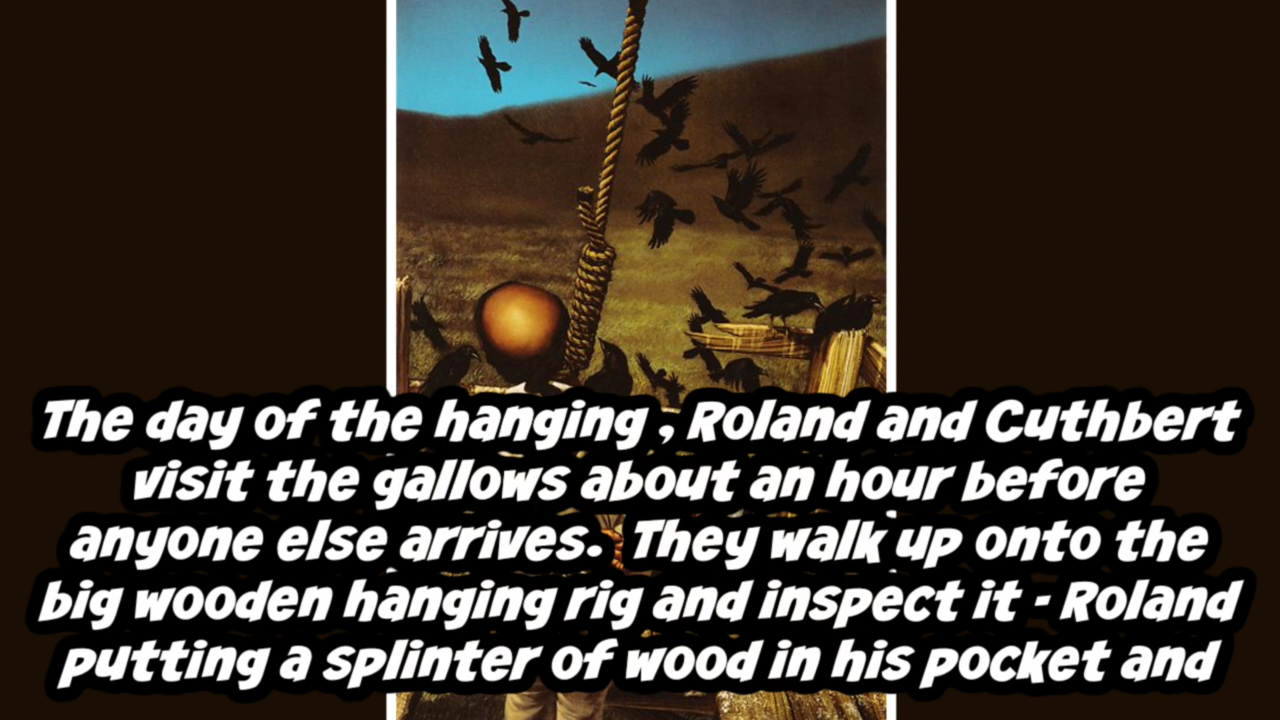 The day of the hanging , Roland and Cuthbert
visit the gallows about an hour before
anyone else arrives. They walk up onto the
big wooden hanging rig and inspect it - Roland
putting a splinter of wood in his pocket and